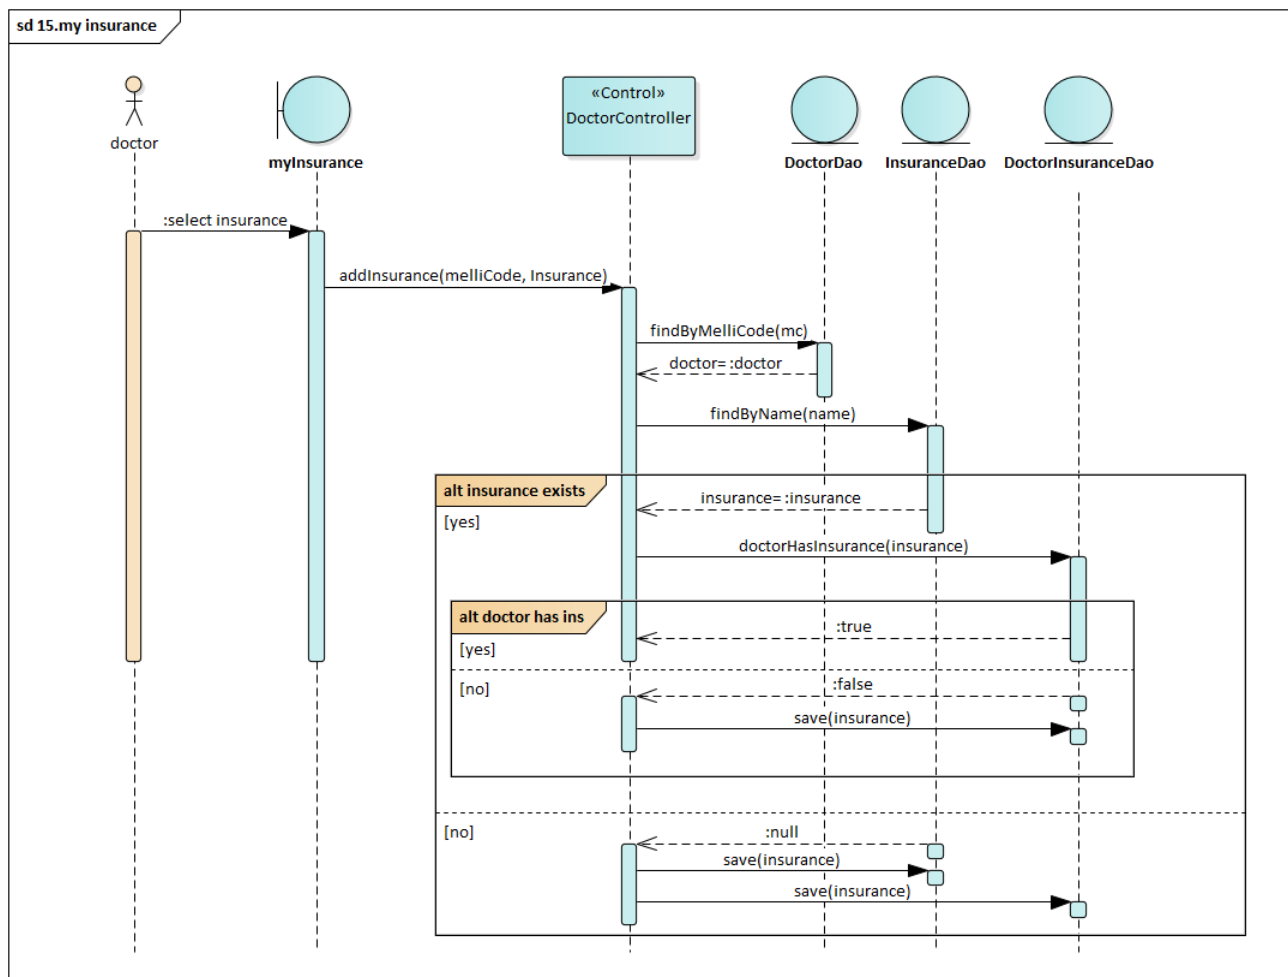 sd 15.my insurance
«Control»
DoctorController
doctor
myInsurance
DoctorDao
InsuranceDao
DoctorInsuranceDao
:select insurance
addInsurance(melliCode, Insurance)
findByMelliCode(mc)
doctor= :doctor
findByName(name)
alt insurance exists
insurance= :insurance
[yes]
doctorHasInsurance(insurance)
alt doctor has ins
:true
[yes]
:false
[no]
save(insurance)
[no]
:null
save(insurance)
save(insurance)